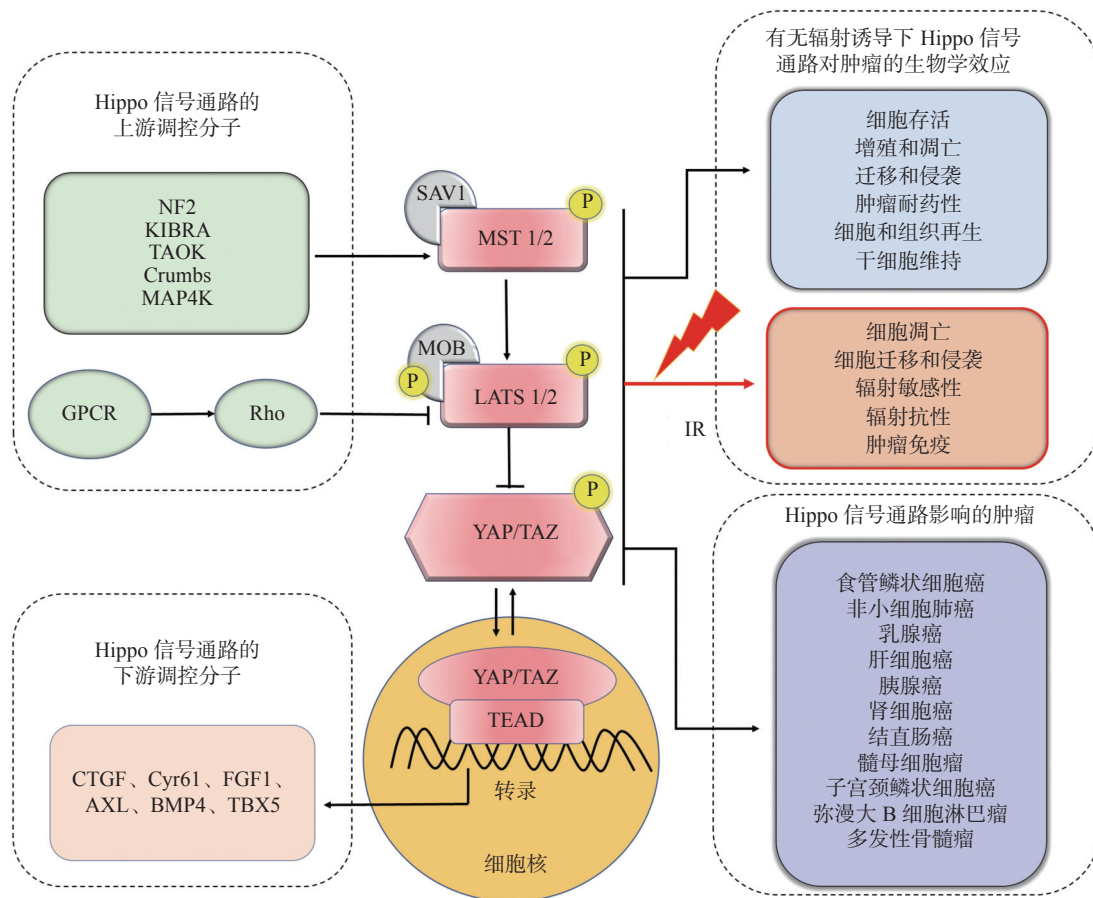 Hippo 信号通路的
上游调控分子
NF2
KIBRA
TAOK
Crumbs
MAP4K
GPCR
Rho
SAV1
P
MST 1/2
MOB
P
P
LATS 1/2
P
YAP/TAZ
YAP/TAZ
TEAD
转录
细胞核
Hippo 信号通路的
下游调控分子
CTGF、Cyr61、FGF1、
AXL、BMP4、TBX5
有无辐射诱导下 Hippo 信号
通路对肿瘤的生物学效应
细胞存活
增殖和凋亡
迁移和侵袭
肿瘤耐药性
细胞和组织再生
干细胞维持
IR
细胞凋亡
细胞迁移和侵袭
辐射敏感性
辐射抗性
肿瘤免疫
Hippo 信号通路影响的肿瘤
食管鳞状细胞癌
非小细胞肺癌
乳腺癌
肝细胞癌
胰腺癌
肾细胞癌
结直肠癌
髓母细胞瘤
子宫颈鳞状细胞癌
弥漫大 B 细胞淋巴瘤
多发性骨髓瘤